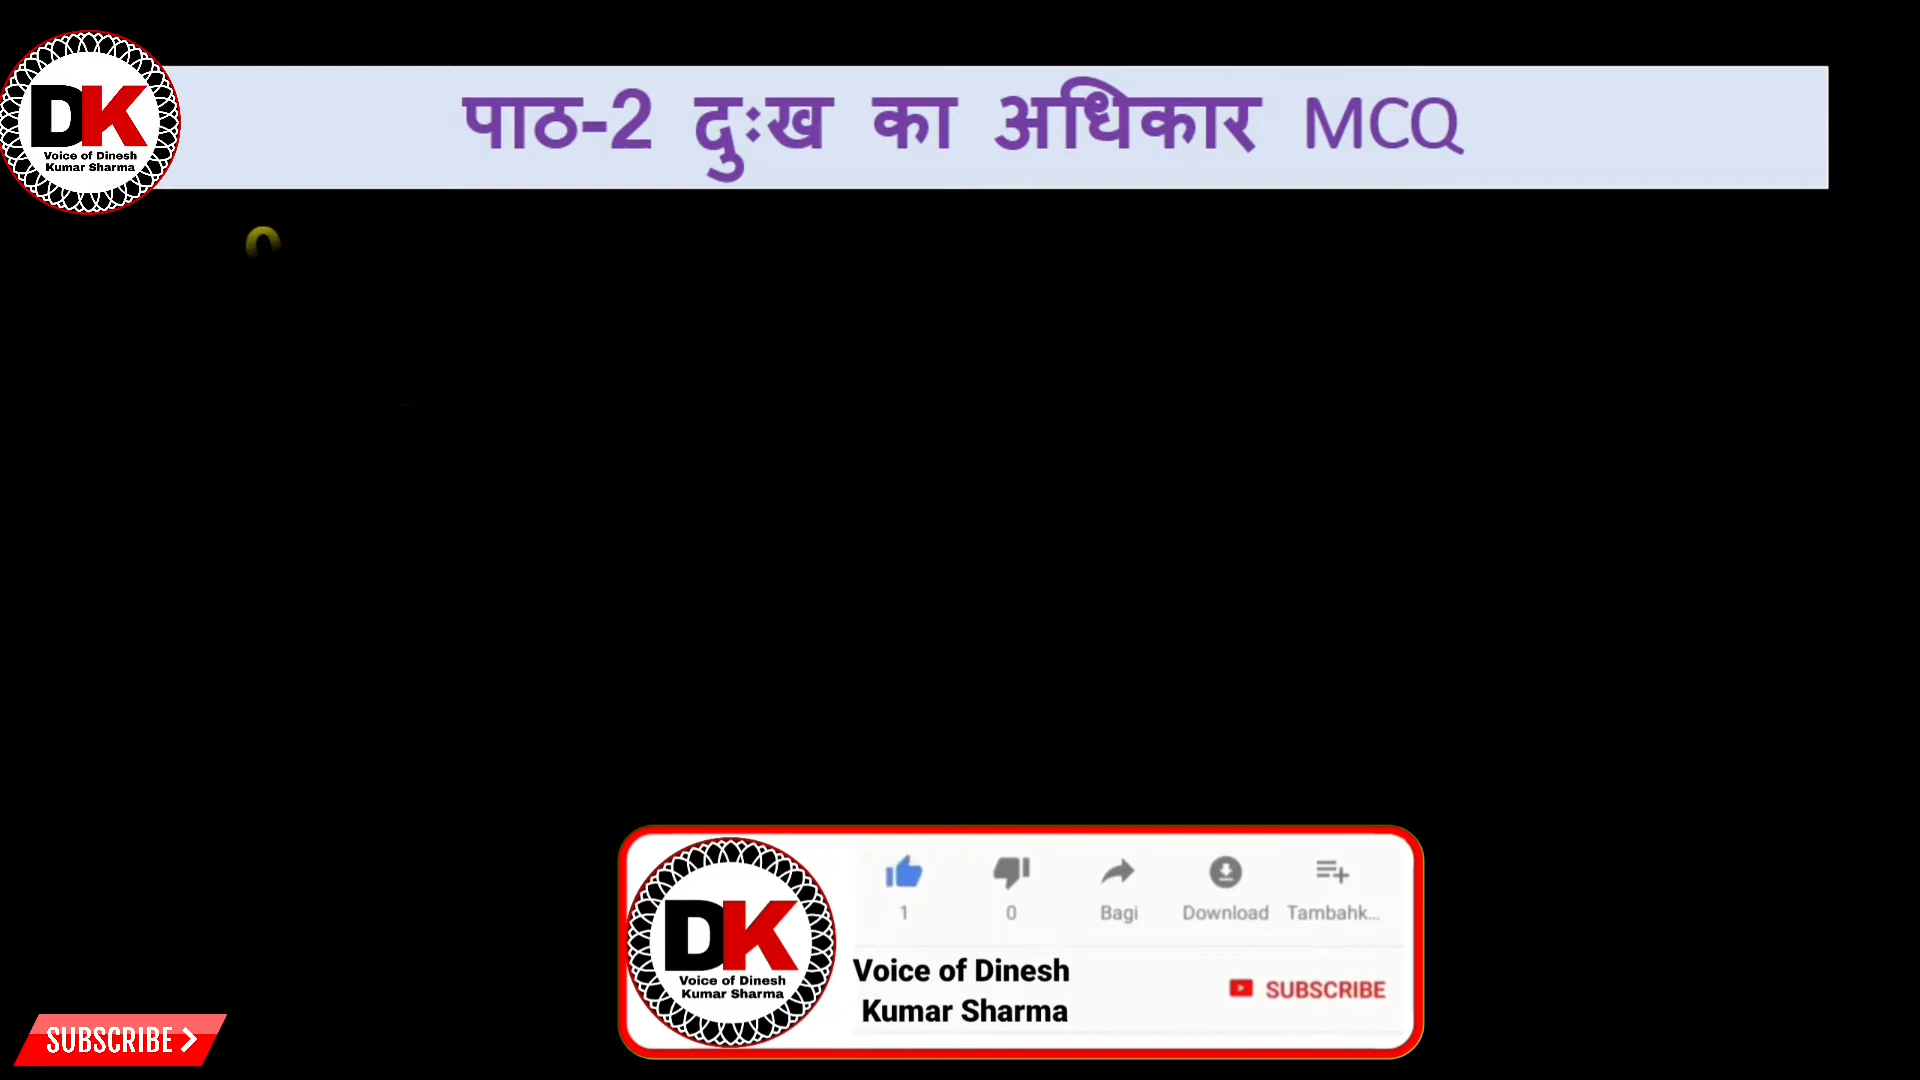 DK
Voice of Dinesh
Kumar Sharma
पाठ-2 दुःख का अधिकार MCQ
1
0
Bagi
Download
Tambahk...
DK
Voice of Dinesh
Kumar Sharma
Voice of Dinesh
Kumar Sharma
SUBSCRIBE
SUBSCRIBE